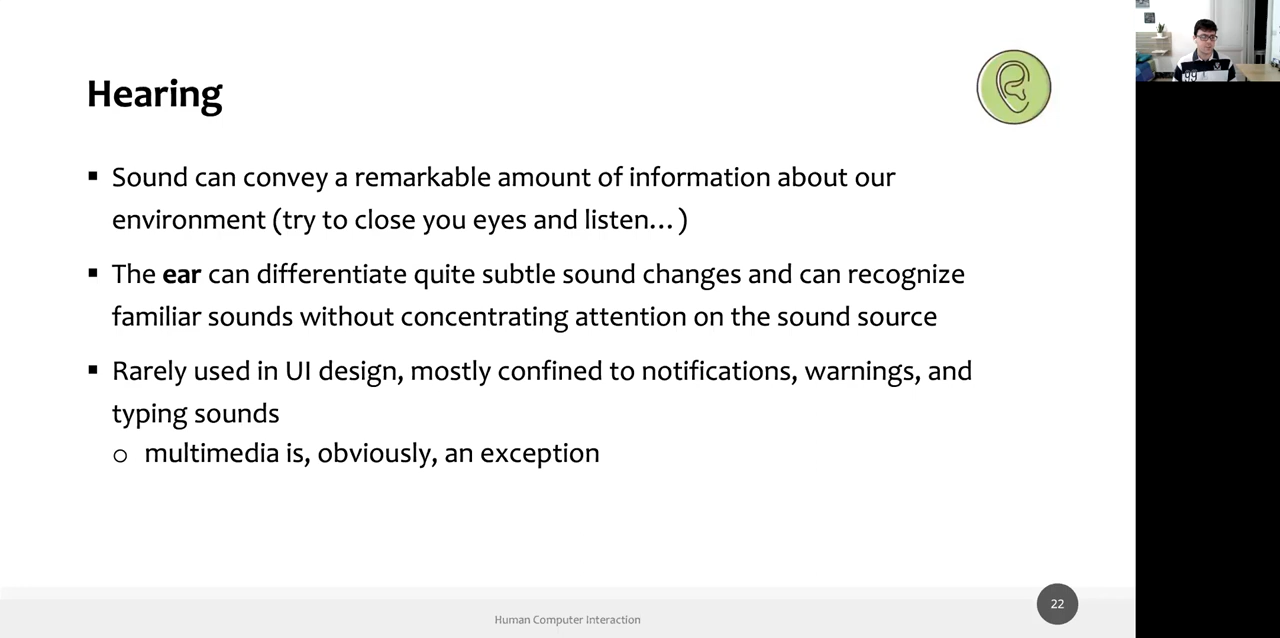 Hearing
▪ Sound can convey a remarkable amount of information about our
environment (try to close you eyes and listen…)
▪ The ear can differentiate quite subtle sound changes and can recognize
familiar sounds without concentrating attention on the sound source
▪ Rarely used in UI design, mostly confined to notifications, warnings, and
typing sounds
o multimedia is, obviously, an exception
Human Computer Interaction
22